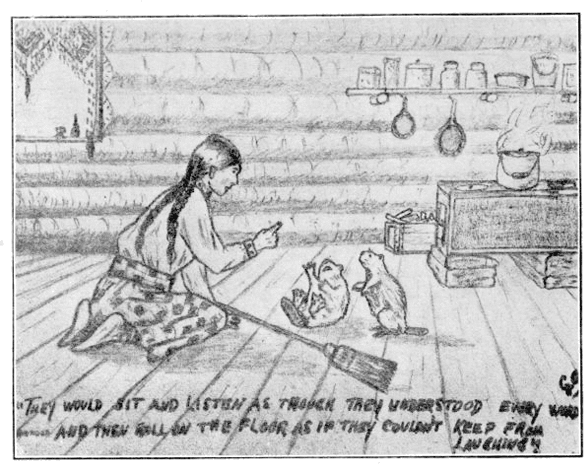 "THEY WOULD SIT AND LISTEN AS THOUGH THEY UNDERSTOOD EVERY WORD
AND THEN ROLL ON THE FLOOR AS IF THEY COULDN'T KEEP FROM
LAUGHING"